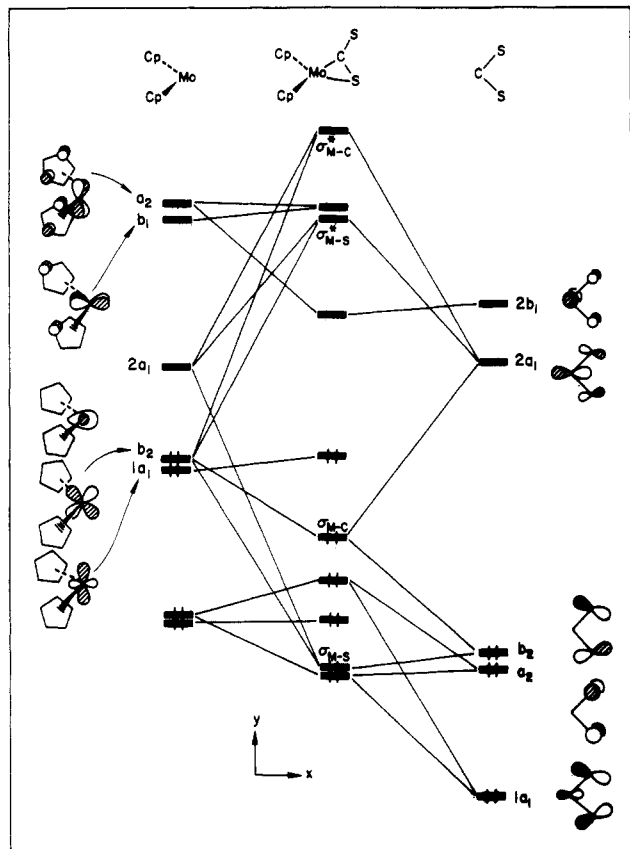 Cp
Mo
Cp
Cp
Mo
C
S
S
Cp
S
C
S
σ*M-C
a2
b1
σ*M-S
2b1
2a1
2a1
b2
1a1
σM-C
b2
a2
σM-S
1a1
y
x